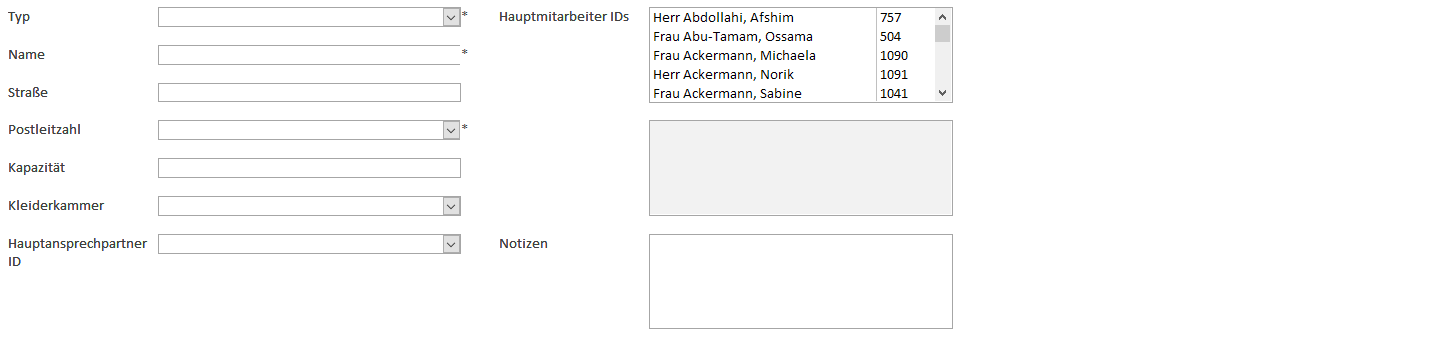 Typ *
Name *
Straße
Postleitzahl *
Kapazität
Kleiderkammer
Hauptansprechpartner
ID
Hauptmitarbeiter IDs
Herr Abdollahi, Afshim 757
Frau Abu-Tamam, Ossama 504
Frau Ackermann, Michaela 1090
Herr Ackermann, Norik 1091
Frau Ackermann, Sabine 1041
Notizen